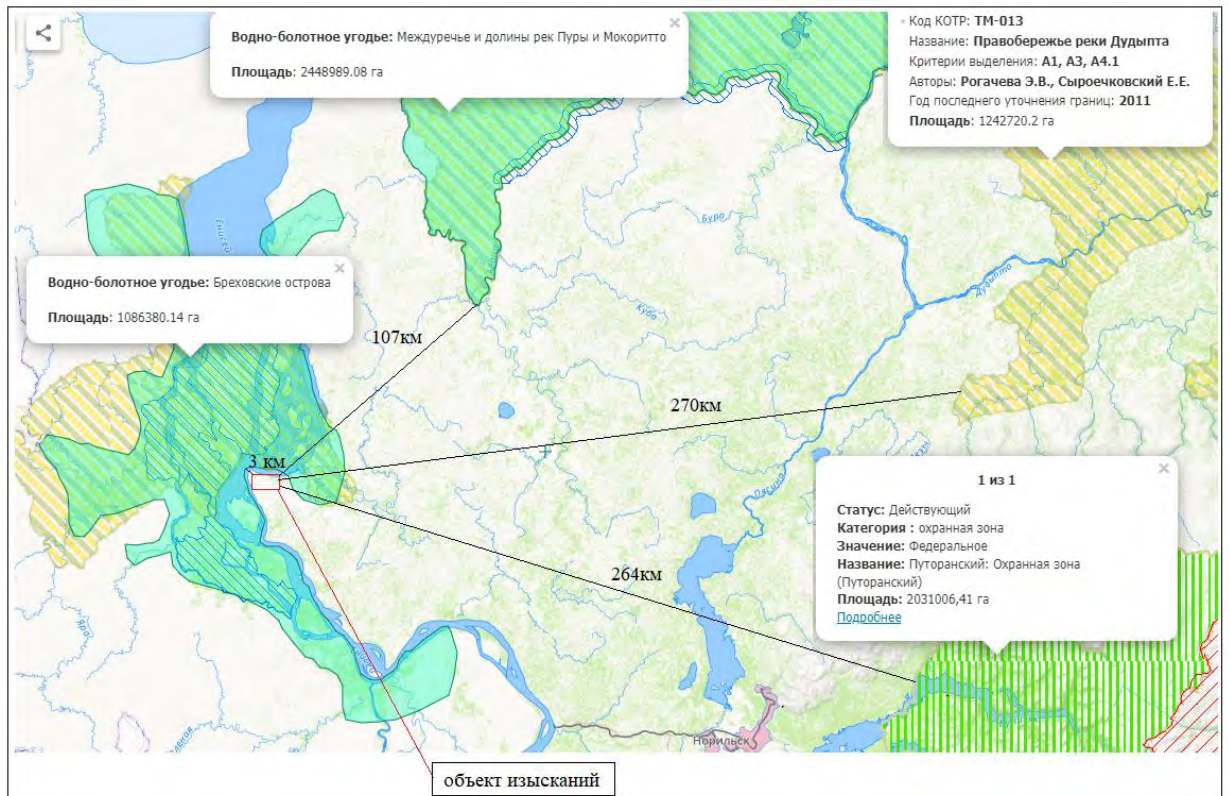 Водно-болотное угодье: Междуречье и долины рек Пуры и Мокоритто
Площадь: 2448989.08 га
Код КОТР: ТМ-013
Название: Правобережье реки Дудыпта
Критерии выделения: А1, А3, А4.1
Авторы: Рогачева Э.В., Сыроечковский Е.Е.
Год последнего уточнения границ: 2011
Площадь: 1242720.2 га
Буро
Енисей
Водно-болотное угодье: Бреховские острова
Площадь: 1086380.14 га
Дудыпта
Куба
107км
270км
3 км
Пясина
1 из 1
Статус: Действующий
Категория : охранная зона
Значение: Федеральное
Название: Путоранский: Охранная зона
(Путоранский)
Площадь: 2031006,41 га
Подробнее
264км
Норильск
объект изысканий